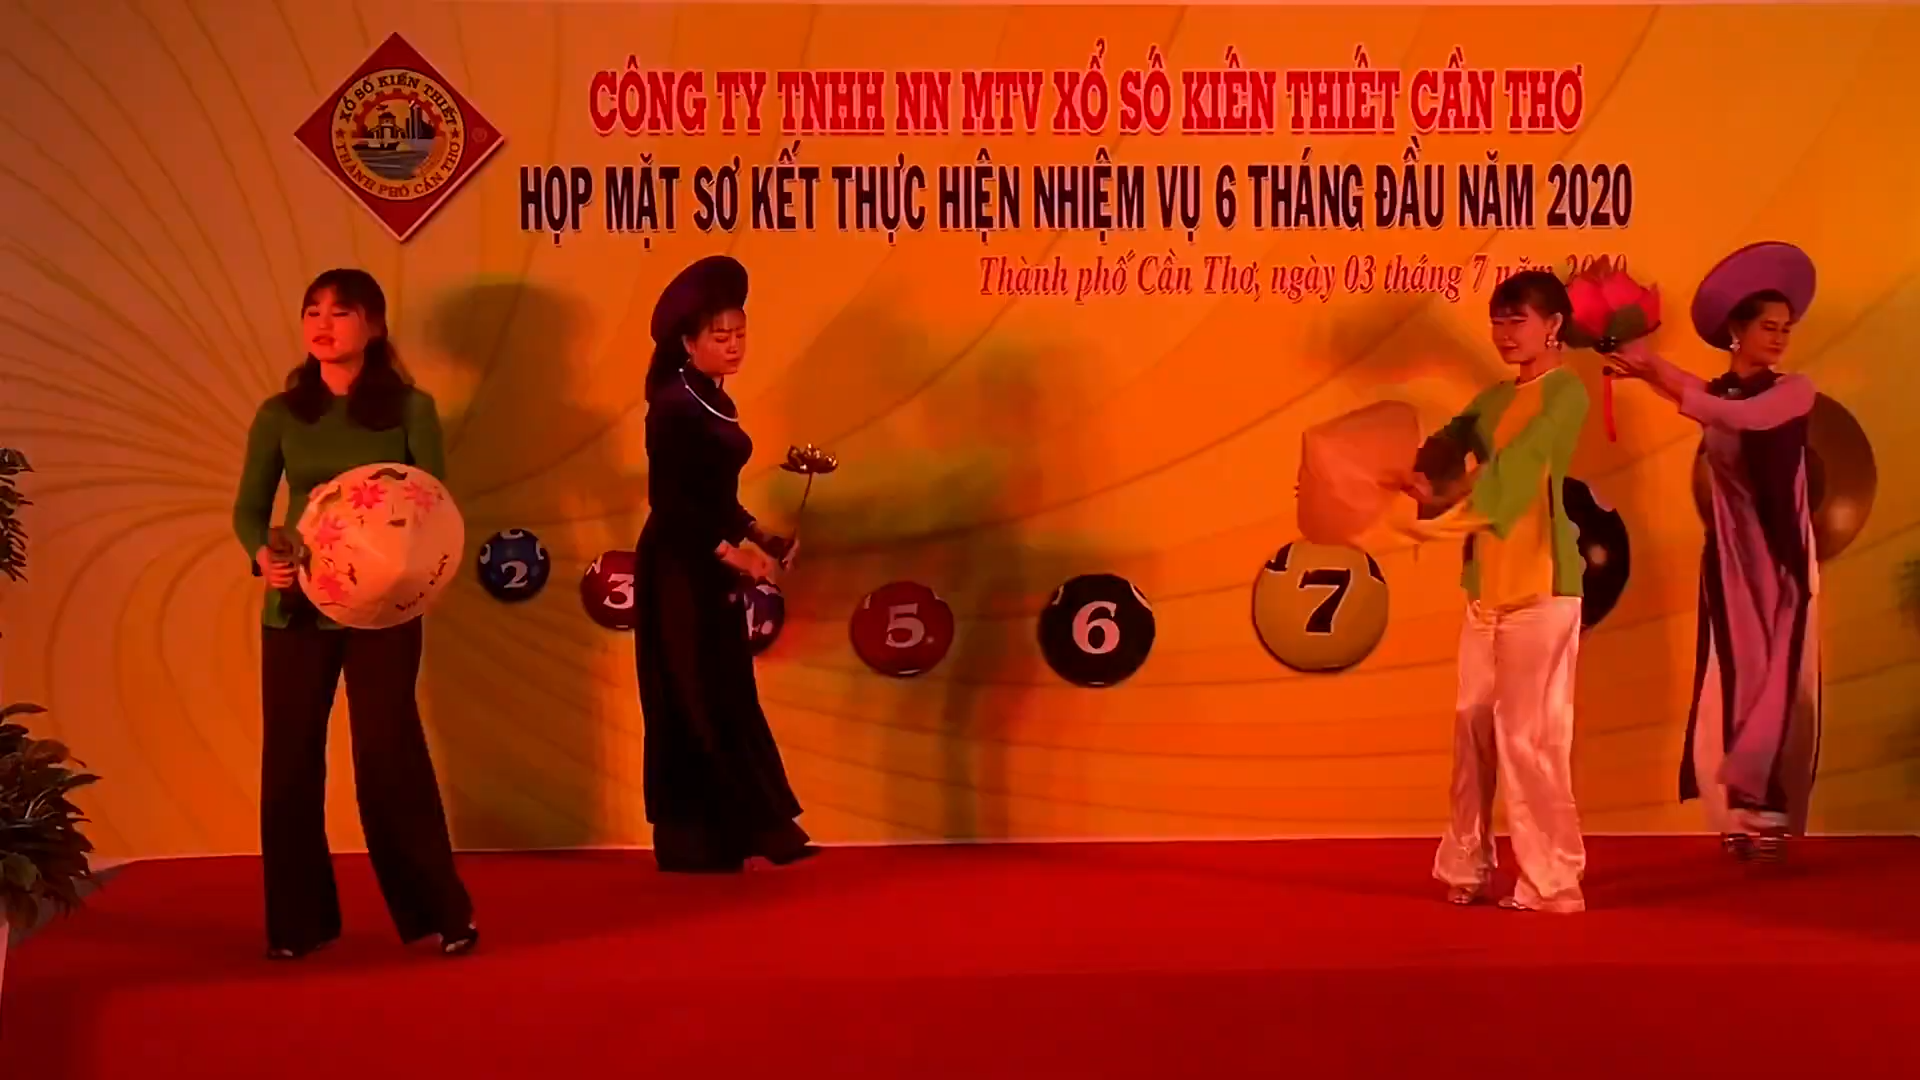 XỔ SỐ KIẾN THIẾT
THÀNH PHỐ CẦN THƠ
CÔNG TY TNHH NN MTV XỔ SỐ KIẾN THIẾT CẦN THƠ
HỌP MẶT SƠ KẾT THỰC HIỆN NHIỆM VỤ 6 THÁNG ĐẦU NĂM 2020
Thành phố Cần Thơ, ngày 03 tháng 7 năm 2020
2
3
5
6
7